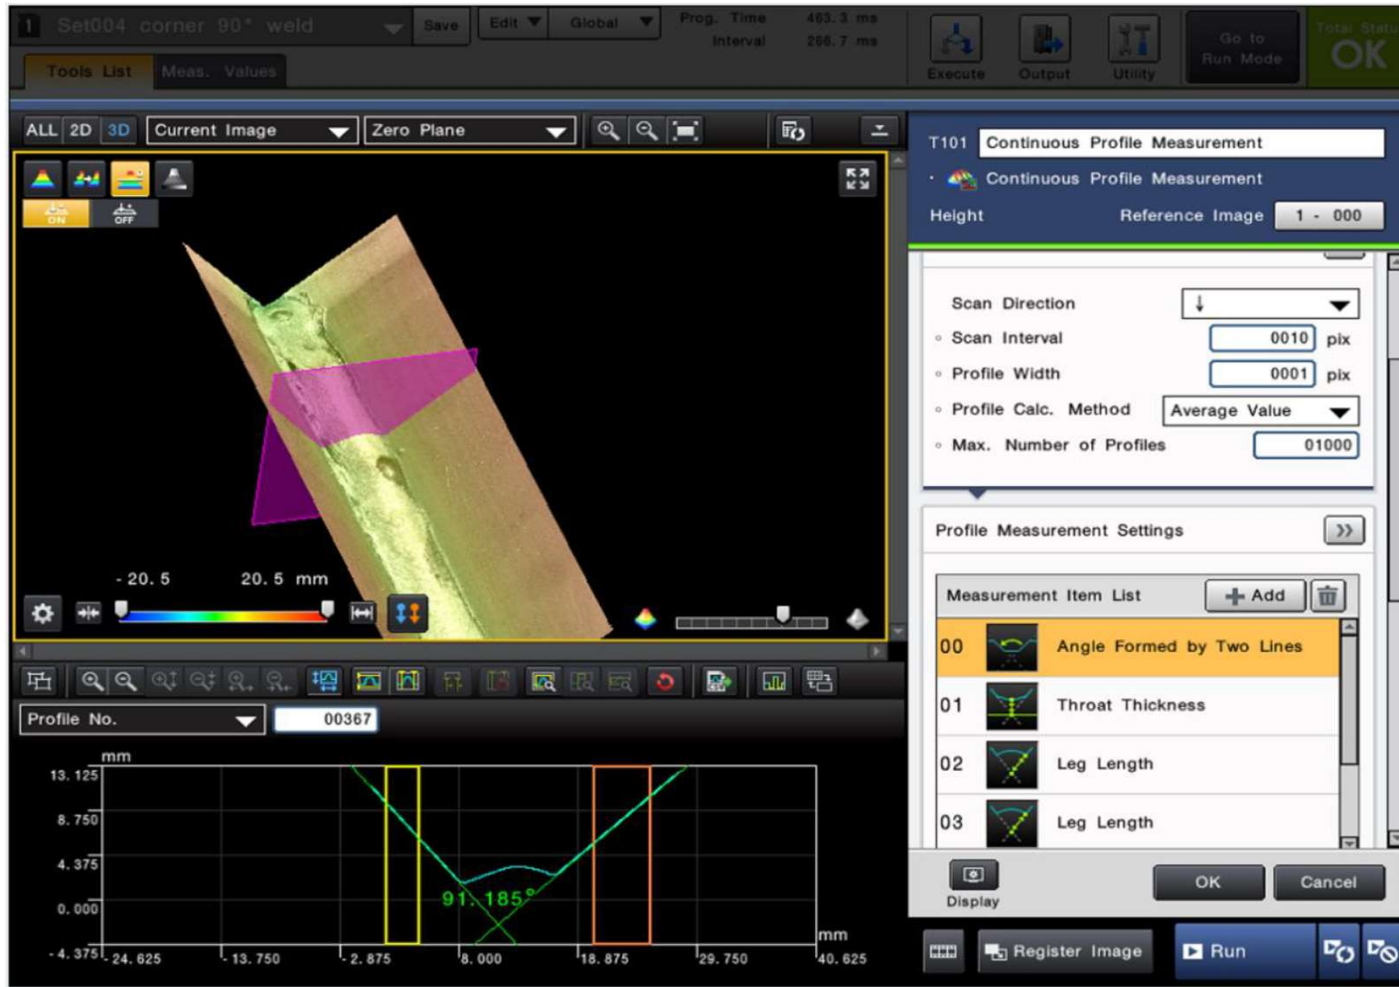 1 Set004 corner 90° weld Save Edit Global Prog. Time 463.3 ms
Interval 266.7 ms
Execute Output Utility Go to Run Mode Total Status OK
Tools List Meas. Values
ALL 2D 3D Current Image Zero Plane
ON OFF
-20.5 20.5 mm
Profile No. 00367
mm
13.125
8.750
4.375
0.000
-4.375
91.185°
mm
-24.625 -13.750 -2.875 8.000 18.875 29.750 40.625
T101 Continuous Profile Measurement
Continuous Profile Measurement
Height Reference Image 1 - 000
Scan Direction ↓
Scan Interval 0010 pix
Profile Width 0001 pix
Profile Calc. Method Average Value
Max. Number of Profiles 01000
Profile Measurement Settings
Measurement Item List Add
00 Angle Formed by Two Lines
01 Throat Thickness
02 Leg Length
03 Leg Length
Display OK Cancel
Register Image Run